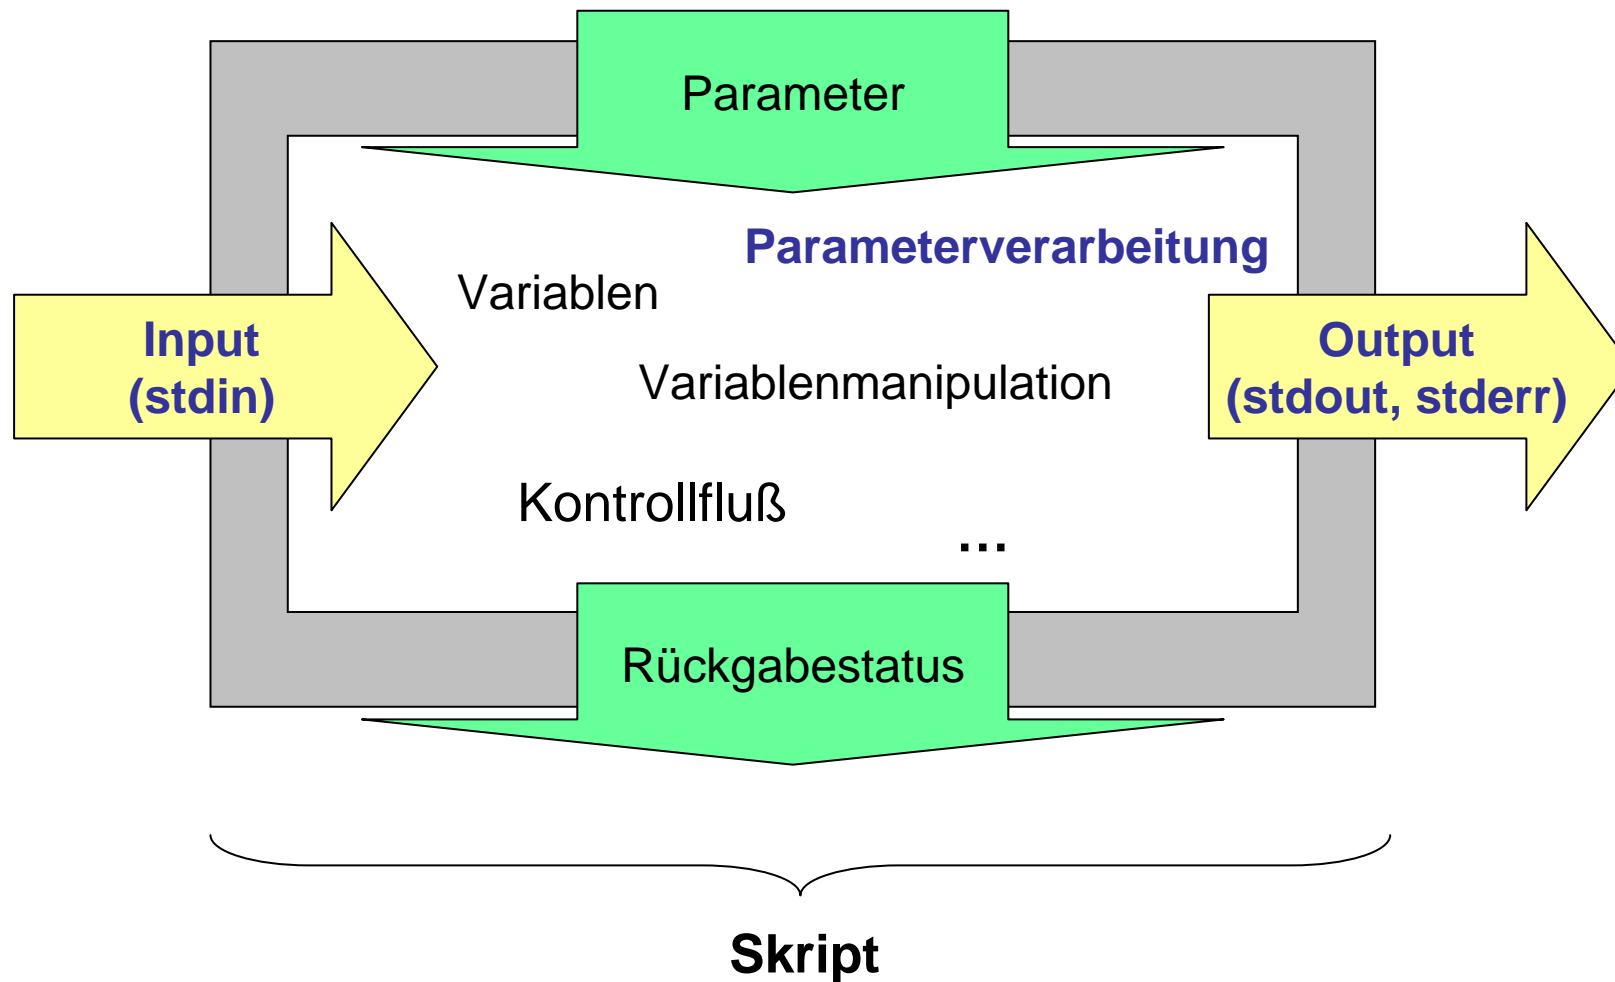 Parameter
Parameterverarbeitung
Variablen
Input
(stdin)
Variablenmanipulation
Output
(stdout, stderr)
Kontrollfluß
...
Rückgabestatus
Skript